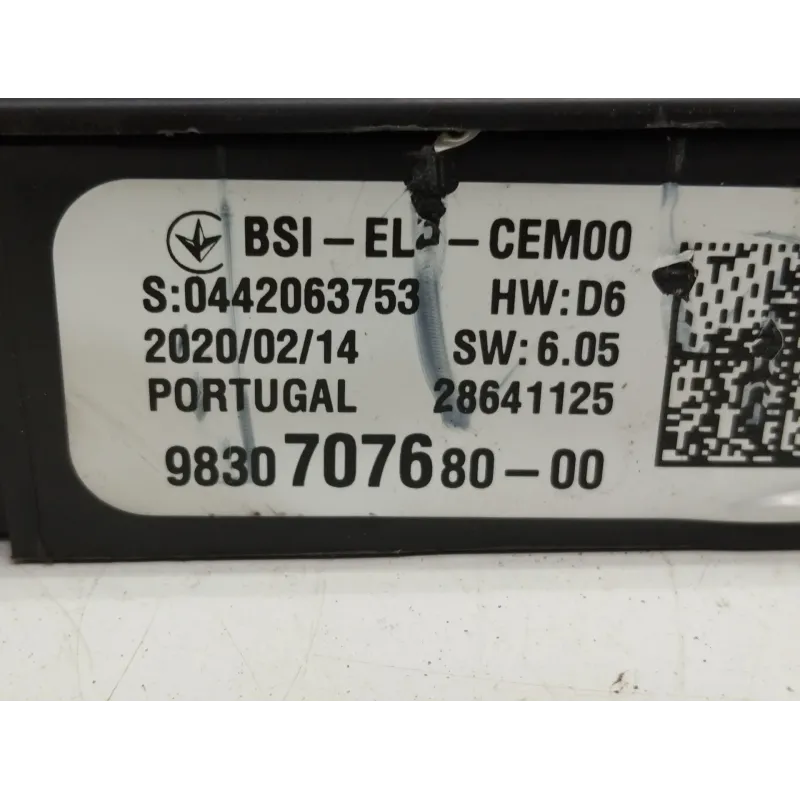 BSI-EL -CEM00
S:0442063753 HW:D6
2020/02/14 SW:6.05
PORTUGAL 28641125
9830707680-00